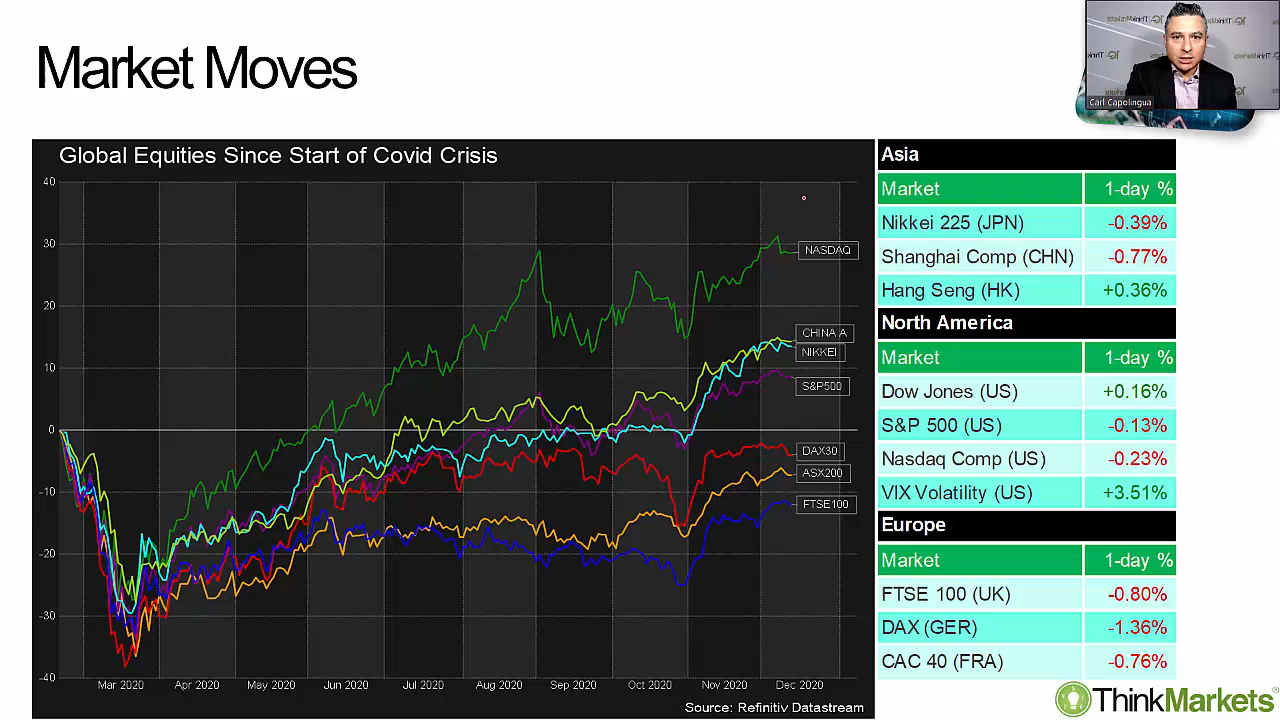 Market Moves
Carl Capolingua
Global Equities Since Start of Covid Crisis
40
30
20
10
0
-10
-20
-30
-40
NASDAQ
CHINA A
NIKKEI
S&P500
DAX30
ASX200
FTSE100
Mar 2020 Apr 2020 May 2020 Jun 2020 Jul 2020 Aug 2020 Sep 2020 Oct 2020 Nov 2020 Dec 2020
Source: Refinitiv Datastream
Asia
Market 1-day %
Nikkei 225 (JPN) -0.39%
Shanghai Comp (CHN) -0.77%
Hang Seng (HK) +0.36%
North America
Market 1-day %
Dow Jones (US) +0.16%
S&P 500 (US) -0.13%
Nasdaq Comp (US) -0.23%
VIX Volatility (US) +3.51%
Europe
Market 1-day %
FTSE 100 (UK) -0.80%
DAX (GER) -1.36%
CAC 40 (FRA) -0.76%
ThinkMarkets®